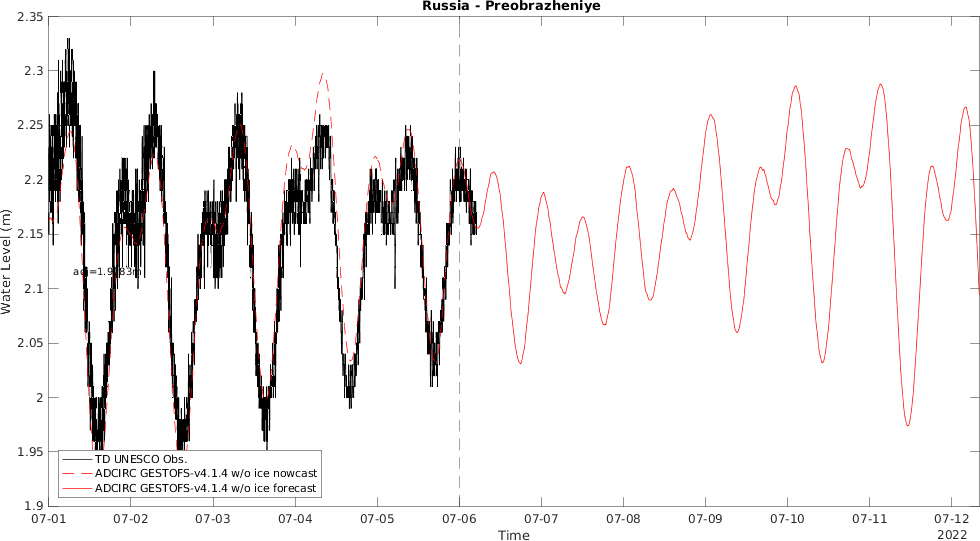 Russia - Preobrazheniye
2.35
2.3
2.25
2.2
2.15
2.1
2.05
2
1.95
1.9
Water Level (m)
TD UNESCO Obs.
ADCIRC GESTOFS-v4.1.4 w/o ice nowcast
ADCIRC GESTOFS-v4.1.4 w/o ice forecast
07-01 07-02 07-03 07-04 07-05 07-06 07-07 07-08 07-09 07-10 07-11 07-12
Time
2022